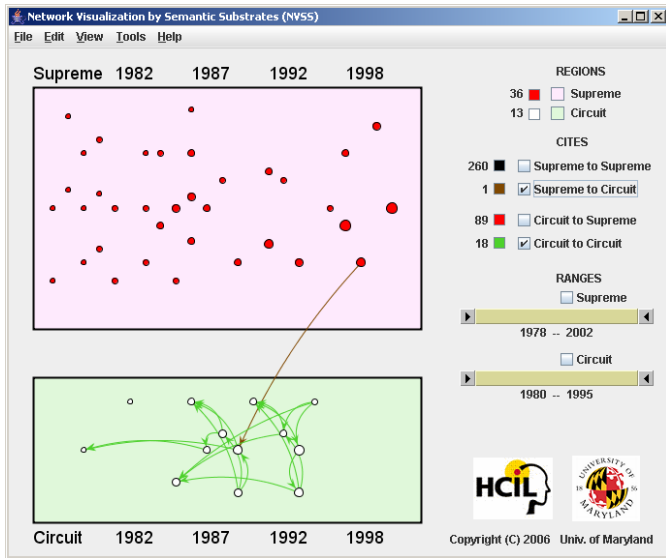 Network Visualization by Semantic Substrates (NVSS)
File Edit View Tools Help
Supreme 1982 1987 1992 1998
REGIONS
36 Supreme
13 Circuit
CITES
260 Supreme to Supreme
1 Supreme to Circuit
89 Circuit to Supreme
18 Circuit to Circuit
RANGES
Supreme
1978 -- 2002
Circuit
1980 -- 1995
Circuit 1982 1987 1992 1998
HCIL
UNIVERSITY OF
18 56
MARYLAND
Copyright (C) 2006 Univ. of Maryland